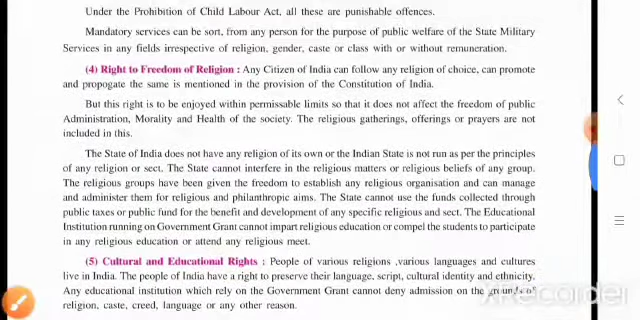 Under the Prohibition of Child Labour Act, all these are punishable offences.
Mandatory services can be sort, from any person for the purpose of public welfare of the State Military
Services in any fields irrespective of religion, gender, caste or class with or without remuneration.
(4) Right to Freedom of Religion : Any Citizen of India can follow any religion of choice, can promote
and propogate the same is mentioned in the provision of the Constitution of India.
But this right is to be enjoyed within permissable limits so that it does not affect the freedom of public
Administration, Morality and Health of the society. The religious gatherings, offerings or prayers are not
included in this.
The State of India does not have any religion of its own or the Indian State is not run as per the principles
of any religion or sect. The State cannot interfere in the religious matters or religious beliefs of any group.
The religious groups have been given the freedom to establish any religious organisation and can manage
and administer them for religious and philanthropic aims. The State cannot use the funds collected through
public taxes or public fund for the benefit and development of any specific religious and sect. The Educational
Institution running on Government Grant cannot impart religious education or compel the students to participate
in any religious education or attend any religious meet.
(5) Cultural and Educational Rights : People of various religions ,various languages and cultures
live in India. The people of India have a right to preserve their language, script, cultural identity and ethnicity.
Any educational institution which rely on the Government Grant cannot deny admission on the grounds of
religion, caste, creed, language or any other reason.
XRecorder